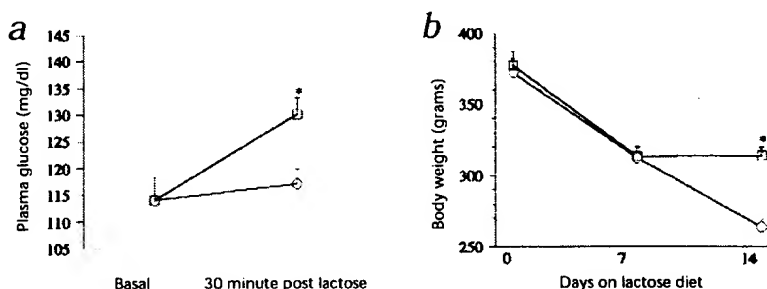 a
145
140
135
130
125
120
115
110
105
Plasma glucose (mg/dl)
*
Basal
30 minute post lactose
b
400
350
300
250
Body weight (grams)
*
0
7
14
Days on lactose diet